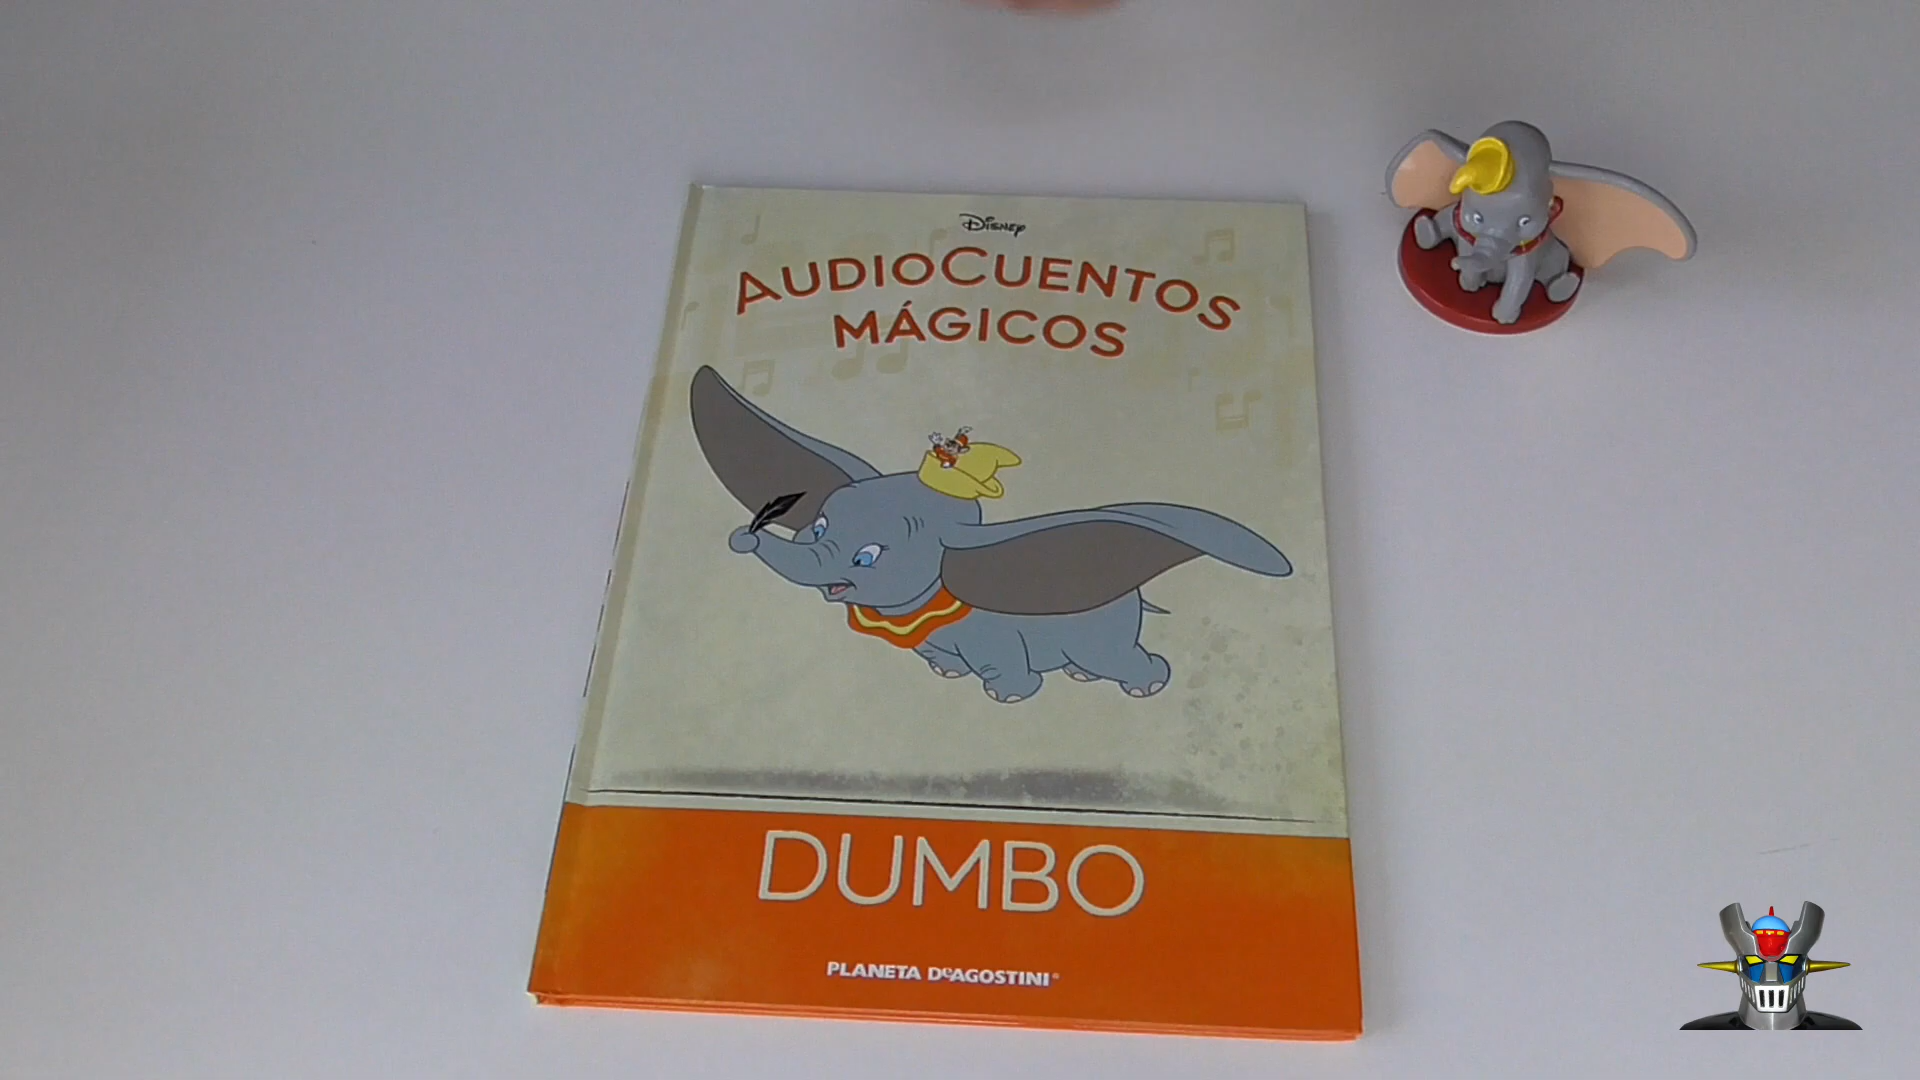 Disney
AUDIOCUENTOS
MÁGICOS
DUMBO
PLANETA DEAGOSTINI®